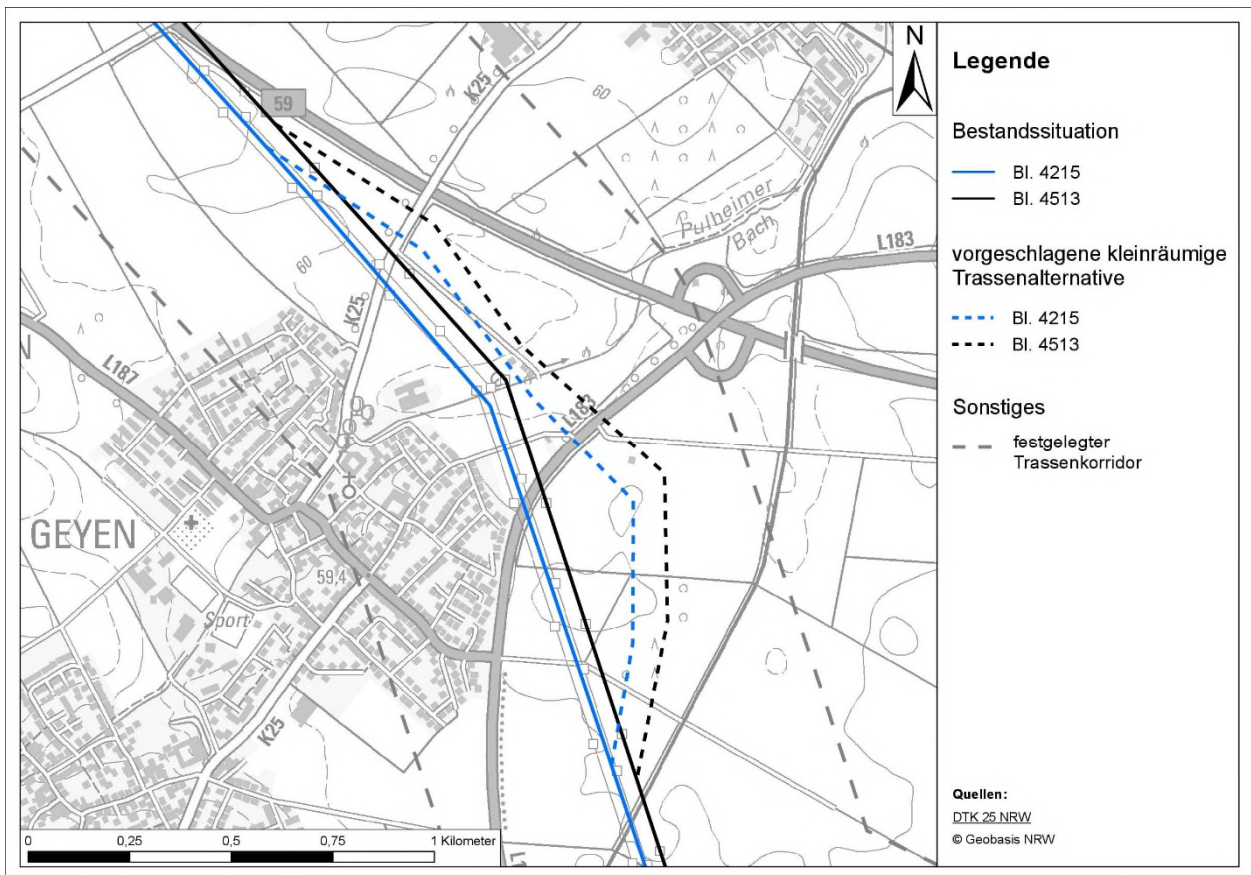 59
K25
60
Pulheimer
Bach
L183
60
K25
L187
N
L183
GEYEN
59,4
Sport
K25
L1
0 0,25 0,5 0,75 1 Kilometer
N
Legende
Bestandssituation
Bl. 4215
Bl. 4513
vorgeschlagene kleinräumige
Trassenalternative
Bl. 4215
Bl. 4513
Sonstiges
festgelegter
Trassenkorridor
Quellen:
DTK 25 NRW
© Geobasis NRW